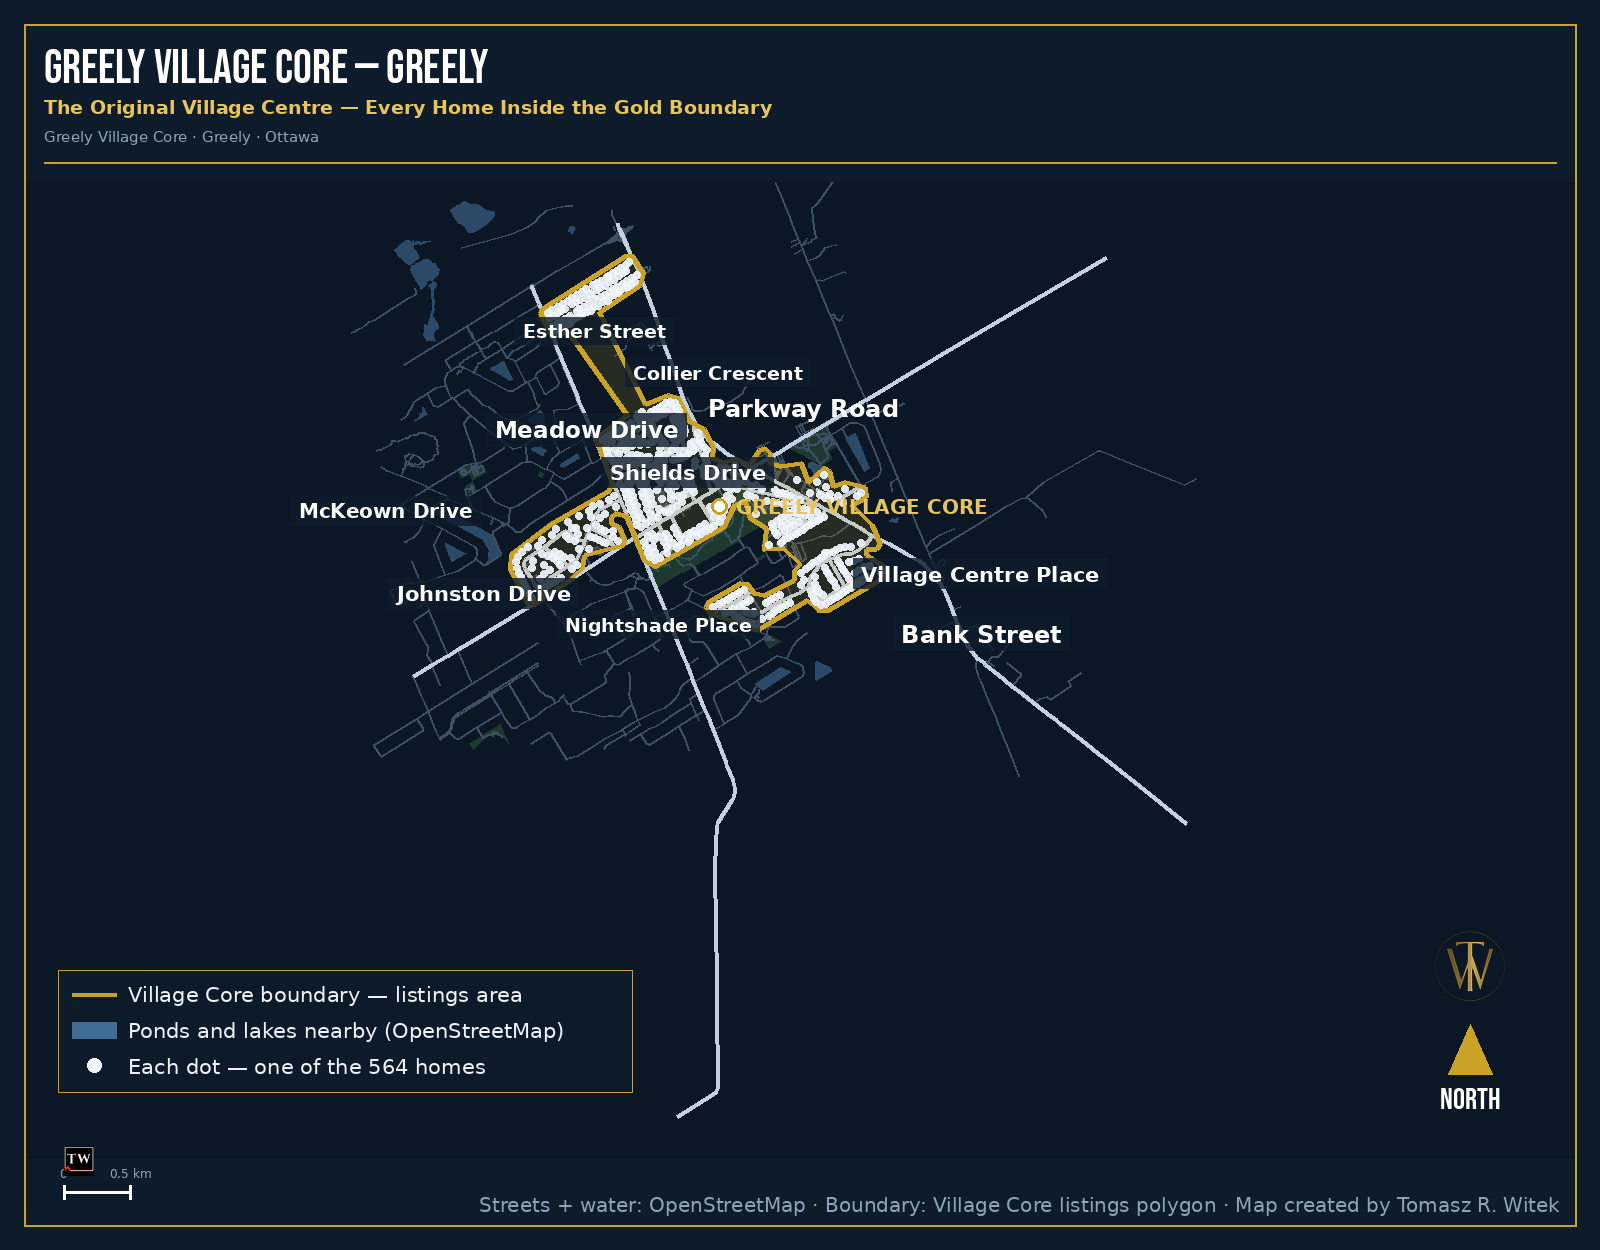 GREELY VILLAGE CORE — GREELY
The Original Village Centre — Every Home Inside the Gold Boundary
Greely Village Core · Greely · Ottawa
Esther Street
Collier Crescent
Parkway Road
Meadow Drive
Shields Drive
McKeown Drive
GREELY VILLAGE CORE
Village Centre Place
Johnston Drive
Nightshade Place
Bank Street
Village Core boundary — listings area
Ponds and lakes nearby (OpenStreetMap)
Each dot — one of the 564 homes
TW
NORTH
TW
0 0.5 km
Streets + water: OpenStreetMap · Boundary: Village Core listings polygon · Map created by Tomasz R. Witek